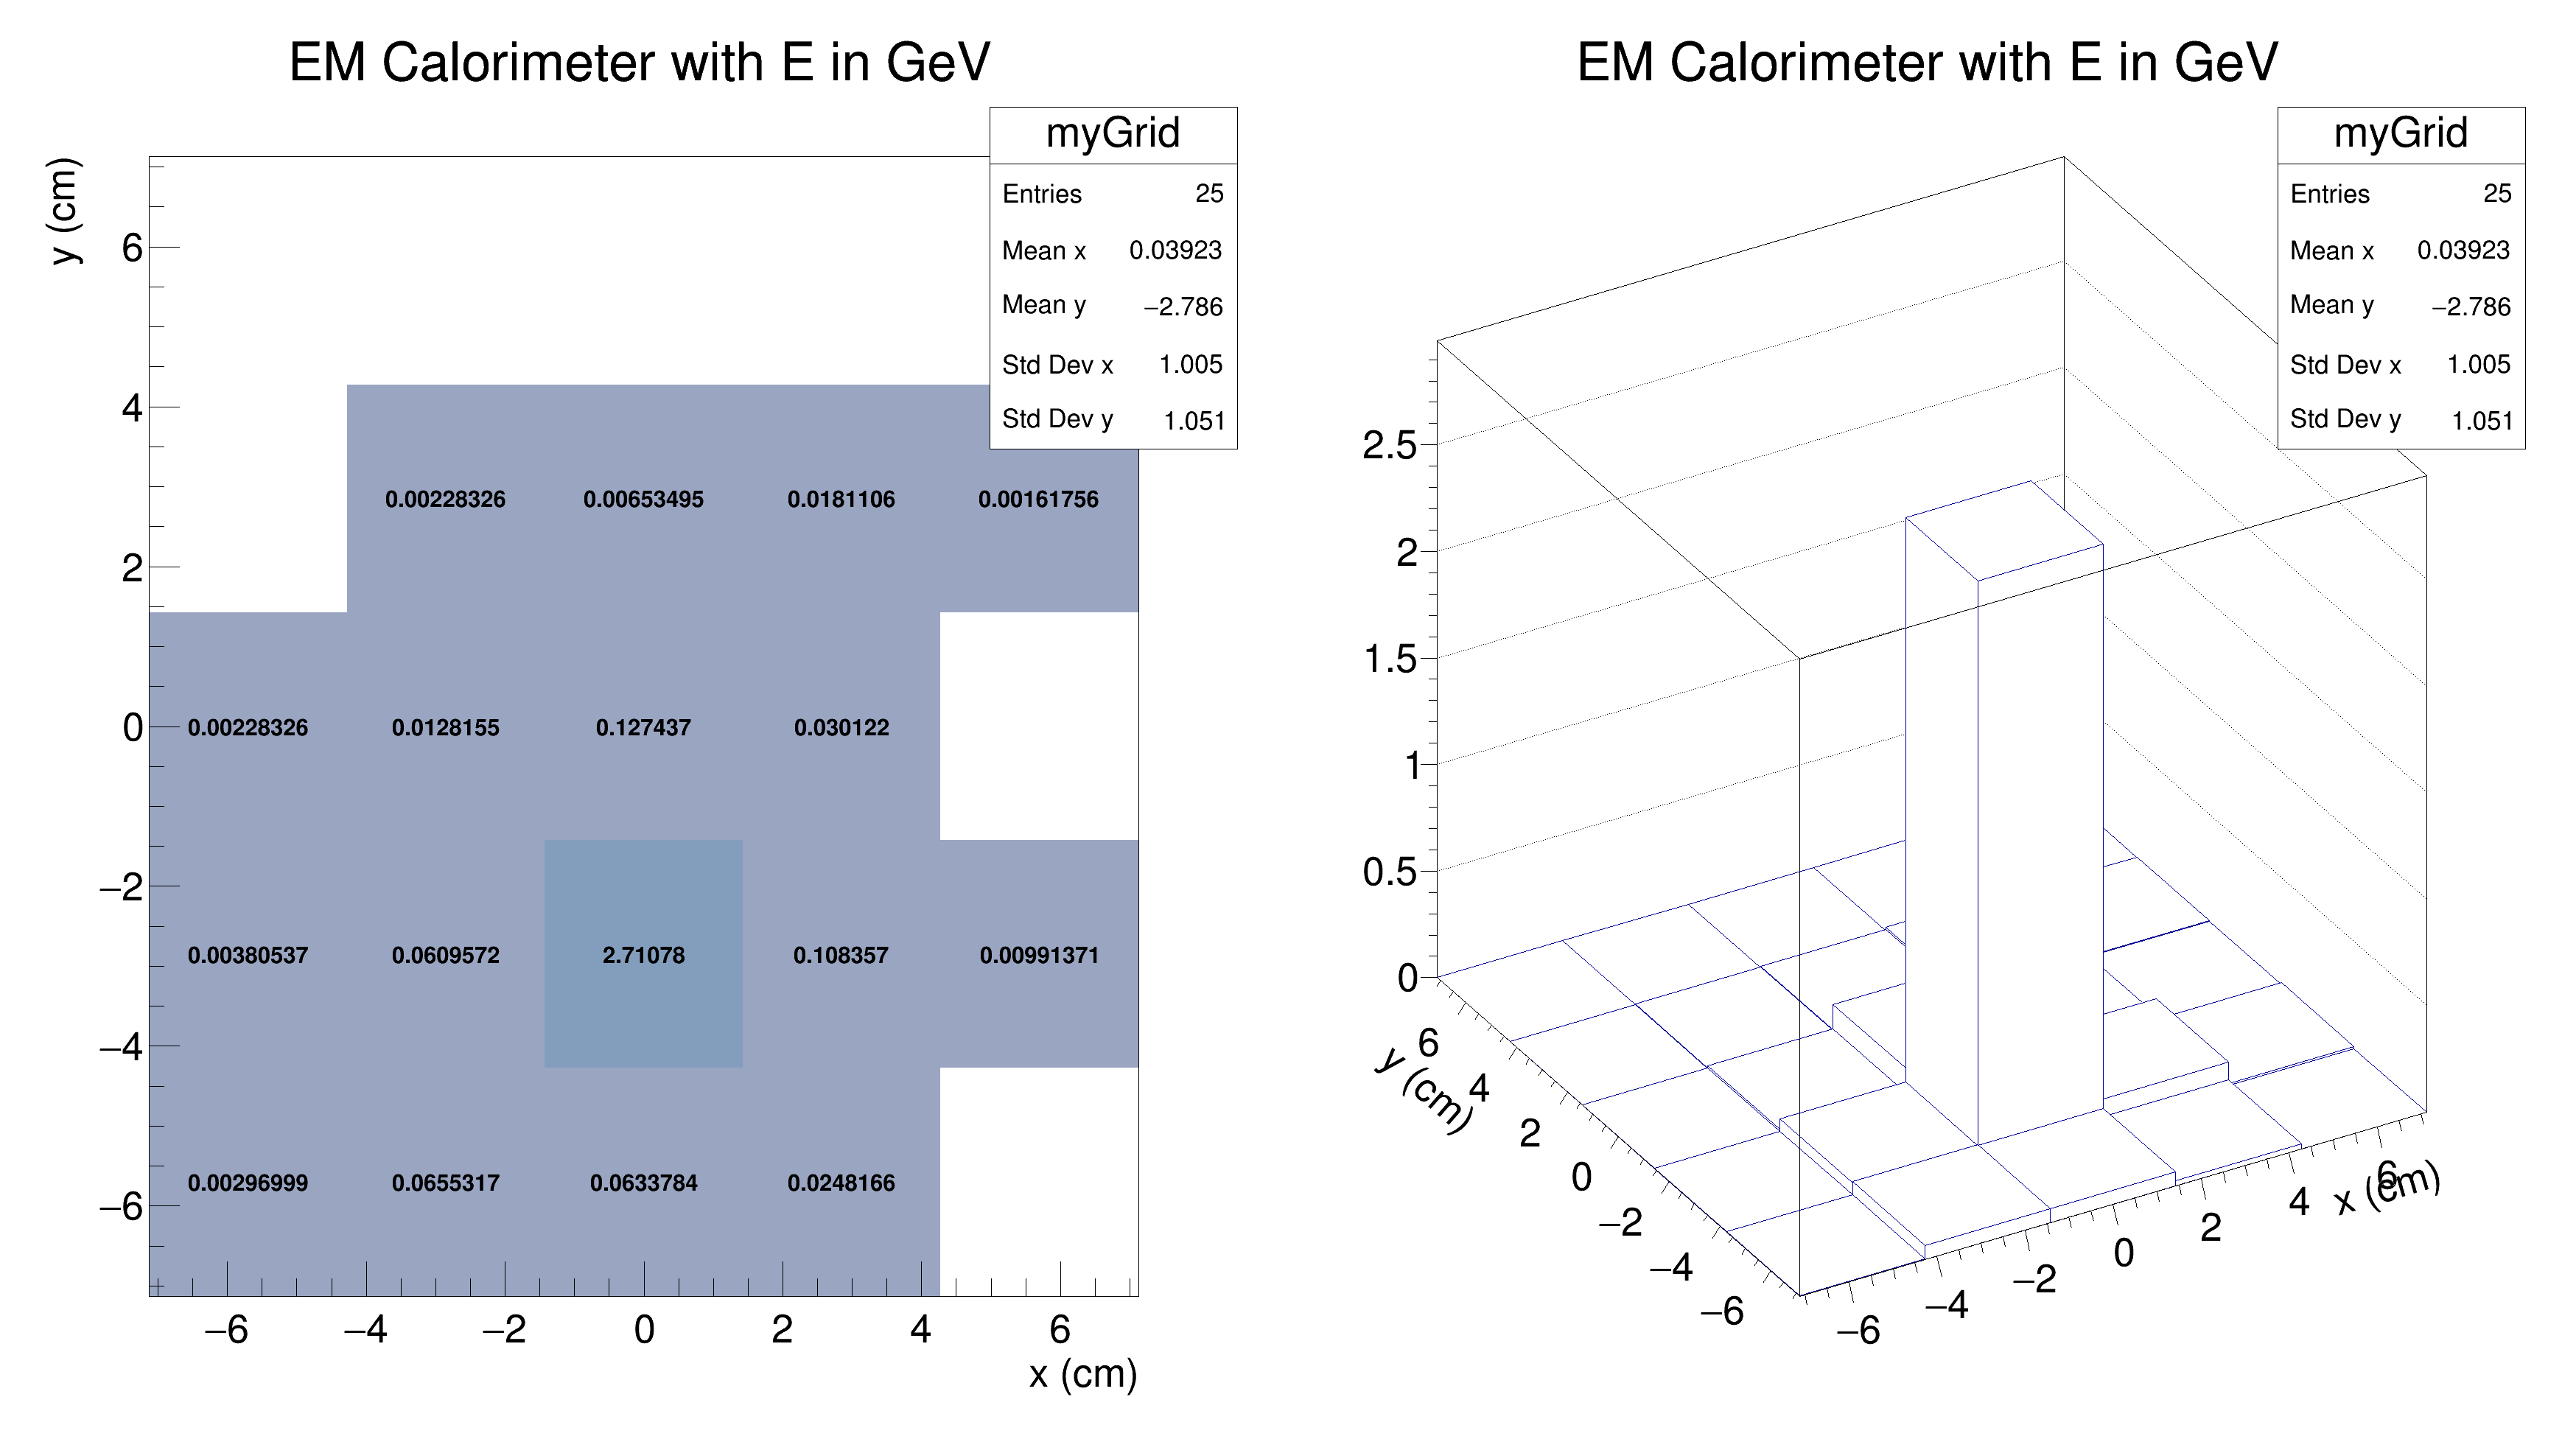 EM Calorimeter with E in GeV
myGrid
Entries 25
Mean x 0.03923
Mean y −2.786
Std Dev x 1.005
Std Dev y 1.051
y (cm)
6
4
2
0
−2
−4
−6
0.00228326 0.00653495 0.0181106 0.00161756
0.00228326 0.0128155 0.127437 0.030122
0.00380537 0.0609572 2.71078 0.108357 0.00991371
0.00296999 0.0655317 0.0633784 0.0248166
−6 −4 −2 0 2 4 6
x (cm)
EM Calorimeter with E in GeV
myGrid
Entries 25
Mean x 0.03923
Mean y −2.786
Std Dev x 1.005
Std Dev y 1.051
2.5
2
1.5
1
0.5
0
y (cm)
6
4
2
0
−2
−4
−6
−6 −4 −2 0 2 4 6
x (cm)